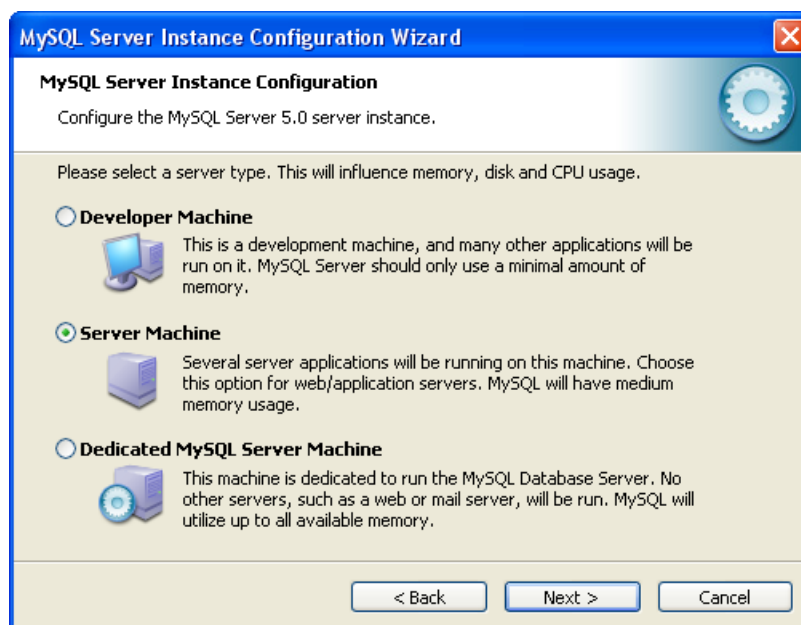 MySQL Server Instance Configuration Wizard
MySQL Server Instance Configuration
Configure the MySQL Server 5.0 server instance.
Please select a server type. This will influence memory, disk and CPU usage.
Developer Machine
This is a development machine, and many other applications will be
run on it. MySQL Server should only use a minimal amount of
memory.
Server Machine
Several server applications will be running on this machine. Choose
this option for web/application servers. MySQL will have medium
memory usage.
Dedicated MySQL Server Machine
This machine is dedicated to run the MySQL Database Server. No
other servers, such as a web or mail server, will be run. MySQL will
utilize up to all available memory.
< Back
Next >
Cancel